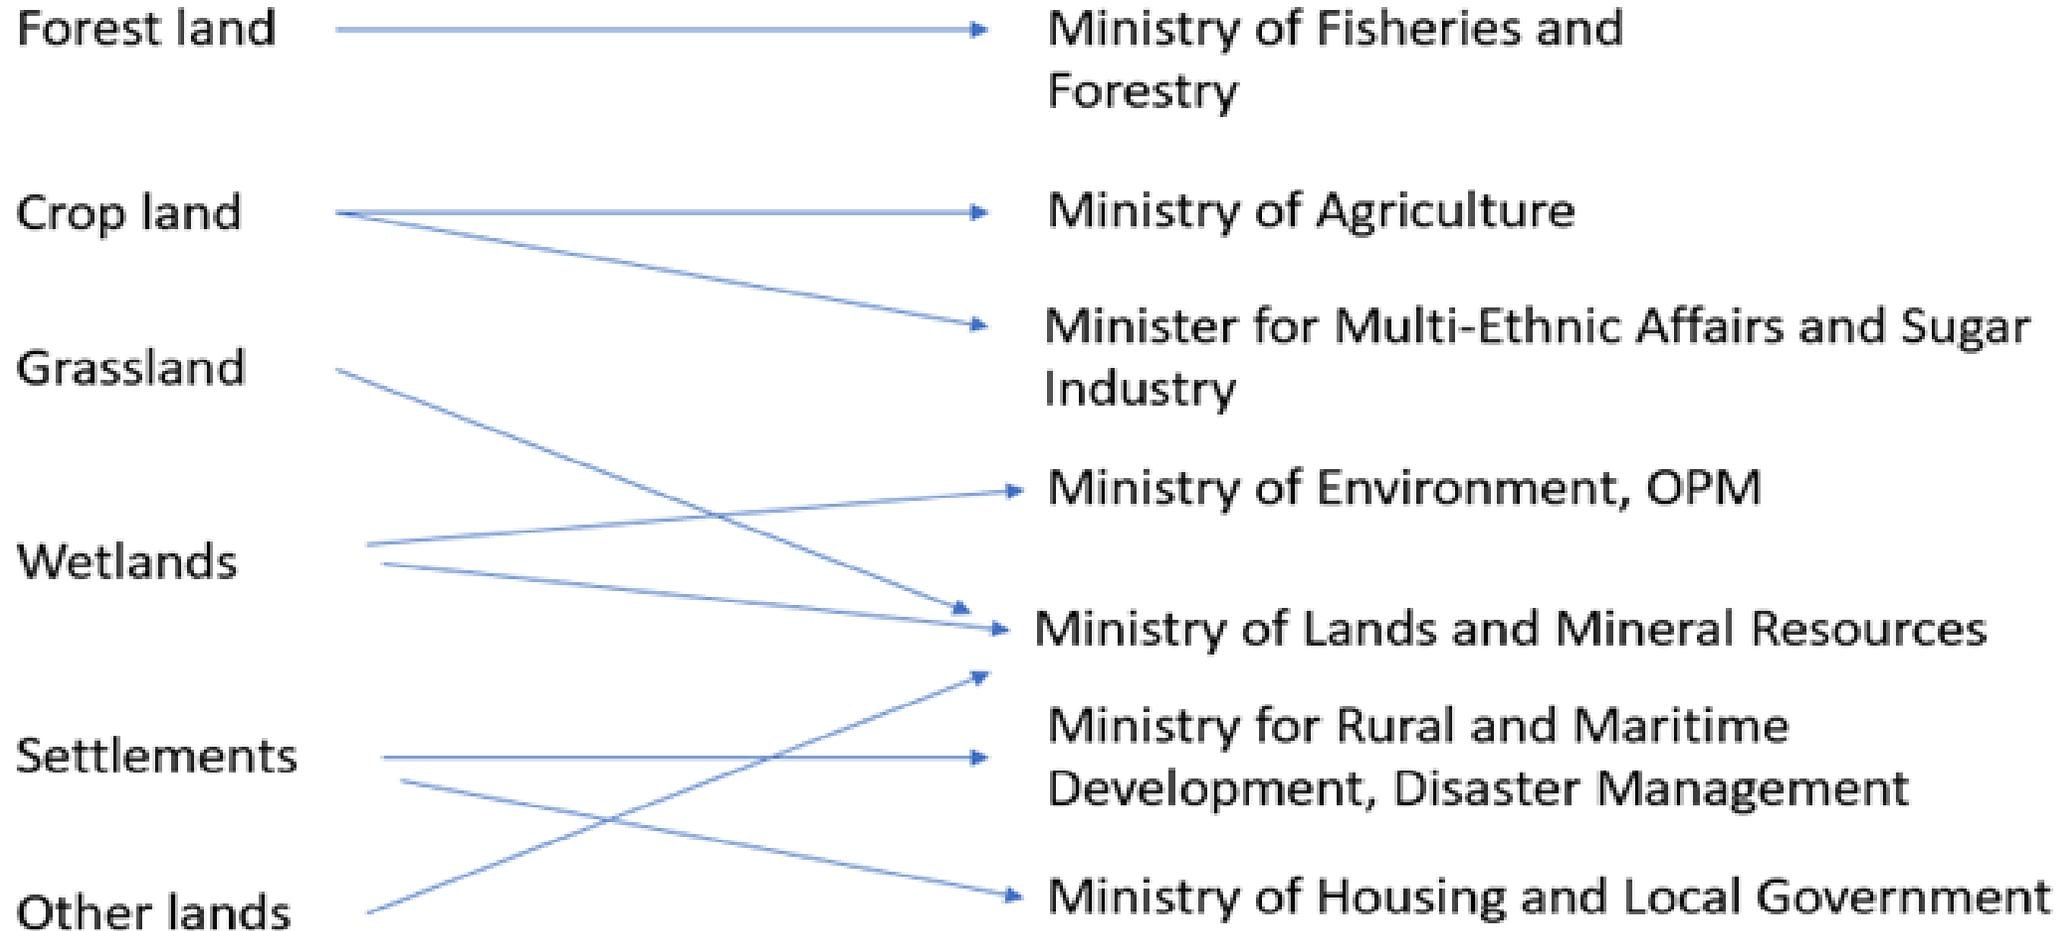 Forest land
Ministry of Fisheries and
Forestry
Crop land
Ministry of Agriculture
Minister for Multi-Ethnic Affairs and Sugar
Industry
Grassland
Ministry of Environment, OPM
Wetlands
Ministry of Lands and Mineral Resources
Settlements
Ministry for Rural and Maritime
Development, Disaster Management
Other lands
Ministry of Housing and Local Government